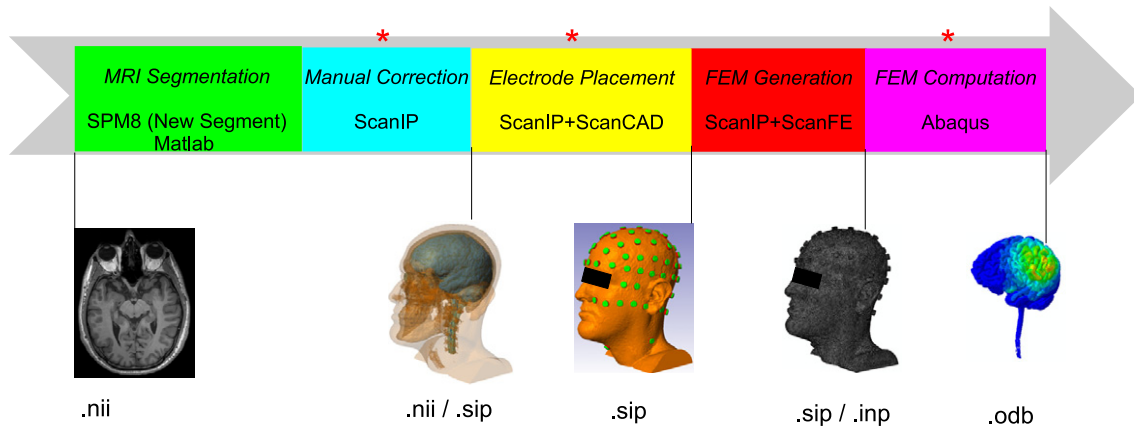 * * *
MRI Segmentation
SPM8 (New Segment)
Matlab
Manual Correction
ScanIP
Electrode Placement
ScanIP+ScanCAD
FEM Generation
ScanIP+ScanFE
FEM Computation
Abaqus
.nii
.nii / .sip
.sip
.sip / .inp
.odb